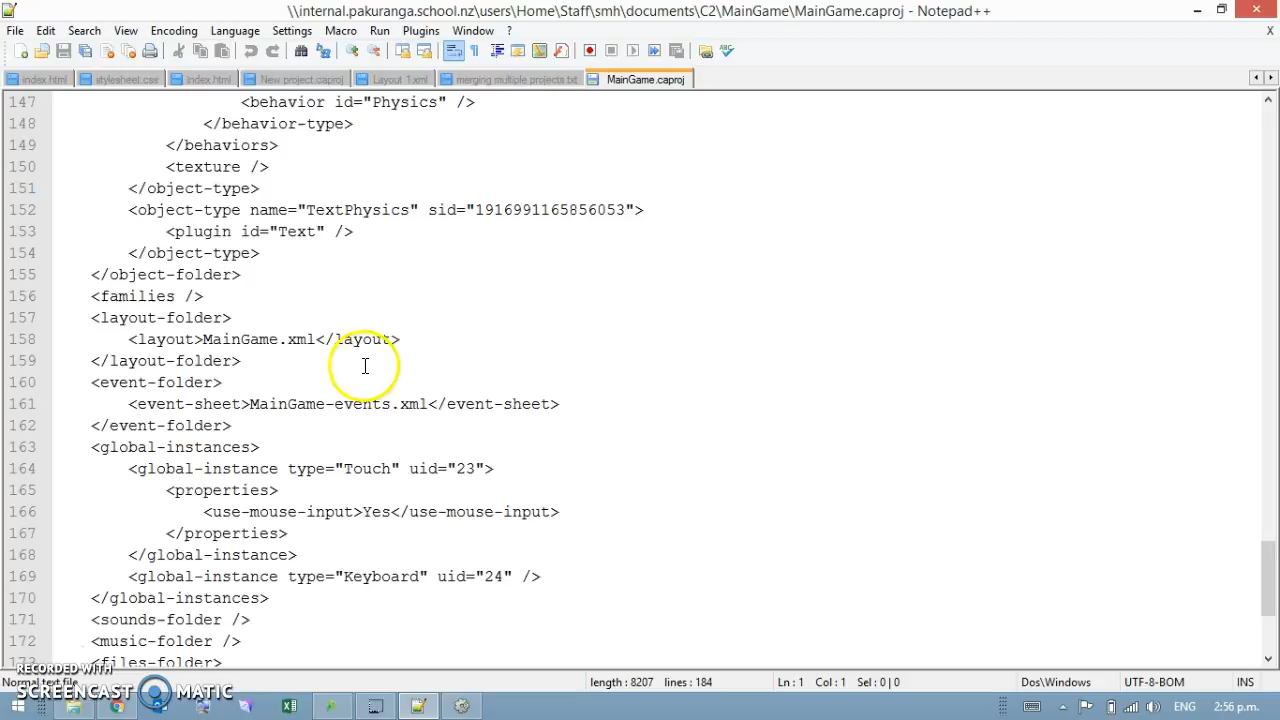 \\internal.pakuranga.school.nz\users\Home\Staff\smh\documents\C2\MainGame\MainGame.caproj - Notepad++
File Edit Search View Encoding Language Settings Macro Run Plugins Window ? X
index.html stylesheet.css Index.html New project.caproj Layout 1.xml merging multiple projects.txt MainGame.caproj
147 <behavior id="Physics" />
148 </behavior-type>
149 </behaviors>
150 <texture />
151 </object-type>
152 <object-type name="TextPhysics" sid="1916991165856053">
153 <plugin id="Text" />
154 </object-type>
155 </object-folder>
156 <families />
157 <layout-folder>
158 <layout>MainGame.xml</layout>
159 </layout-folder>
160 <event-folder>
161 <event-sheet>MainGame-events.xml</event-sheet>
162 </event-folder>
163 <global-instances>
164 <global-instance type="Touch" uid="23">
165 <properties>
166 <use-mouse-input>Yes</use-mouse-input>
167 </properties>
168 </global-instance>
169 <global-instance type="Keyboard" uid="24" />
170 </global-instances>
171 <sounds-folder />
172 <music-folder />
173 <files-folder>
RECORDED WITH
SCREENCAST MATIC
Normal text file length : 8207 lines : 184 Ln : 1 Col : 1 Sel : 0 | 0 Dos\Windows UTF-8-BOM INS
ENG 2:56 p.m.